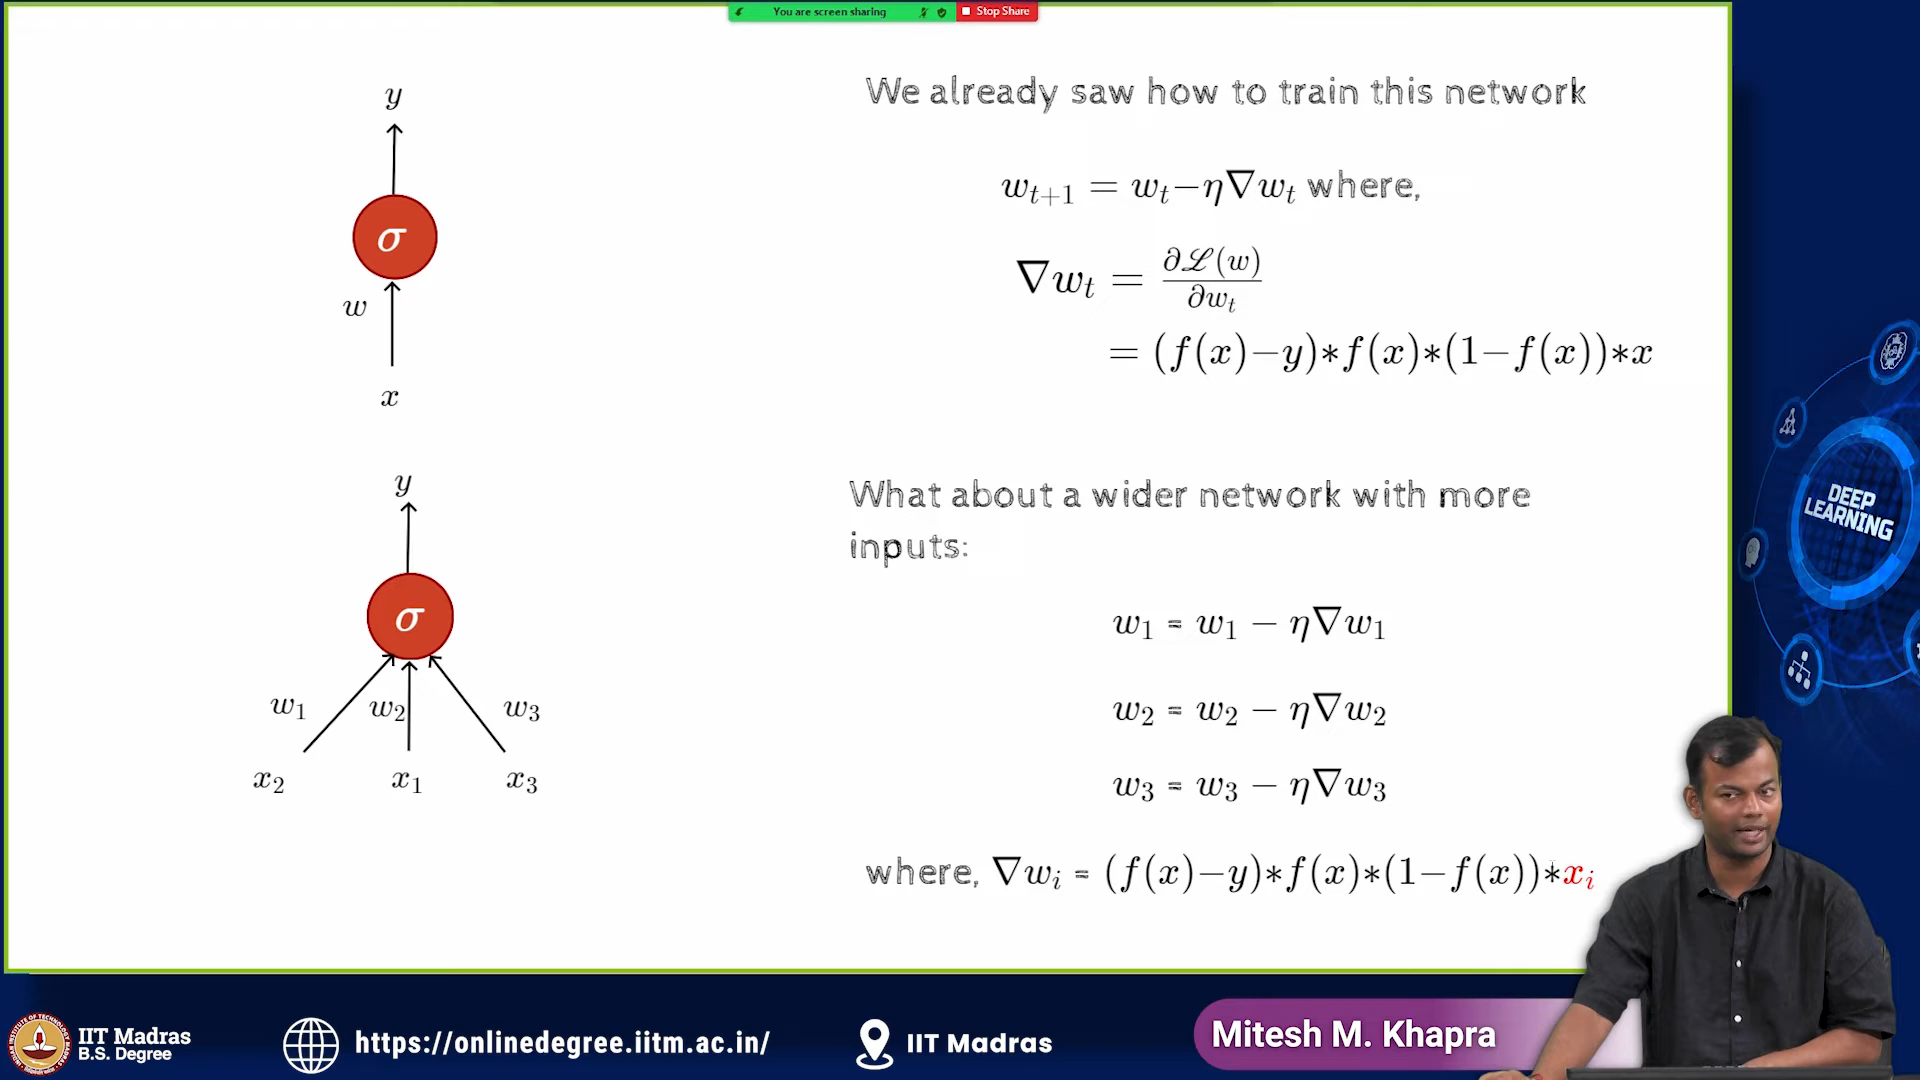 You are screen sharing
Stop Share
y
σ
w
x
We already saw how to train this network
w_{t+1} = w_t − η∇w_t where,
∇w_t = ∂ℒ(w)/∂w_t
= (f(x)−y)∗f(x)∗(1−f(x))∗x
y
σ
w_1 w_2 w_3
x_2 x_1 x_3
What about a wider network with more
inputs:
w_1 = w_1 − η∇w_1
w_2 = w_2 − η∇w_2
w_3 = w_3 − η∇w_3
where, ∇w_i = (f(x)−y)∗f(x)∗(1−f(x))∗x_i
DEEP
LEARNING
IIT Madras
B.S. Degree
https://onlinedegree.iitm.ac.in/
IIT Madras
Mitesh M. Khapra